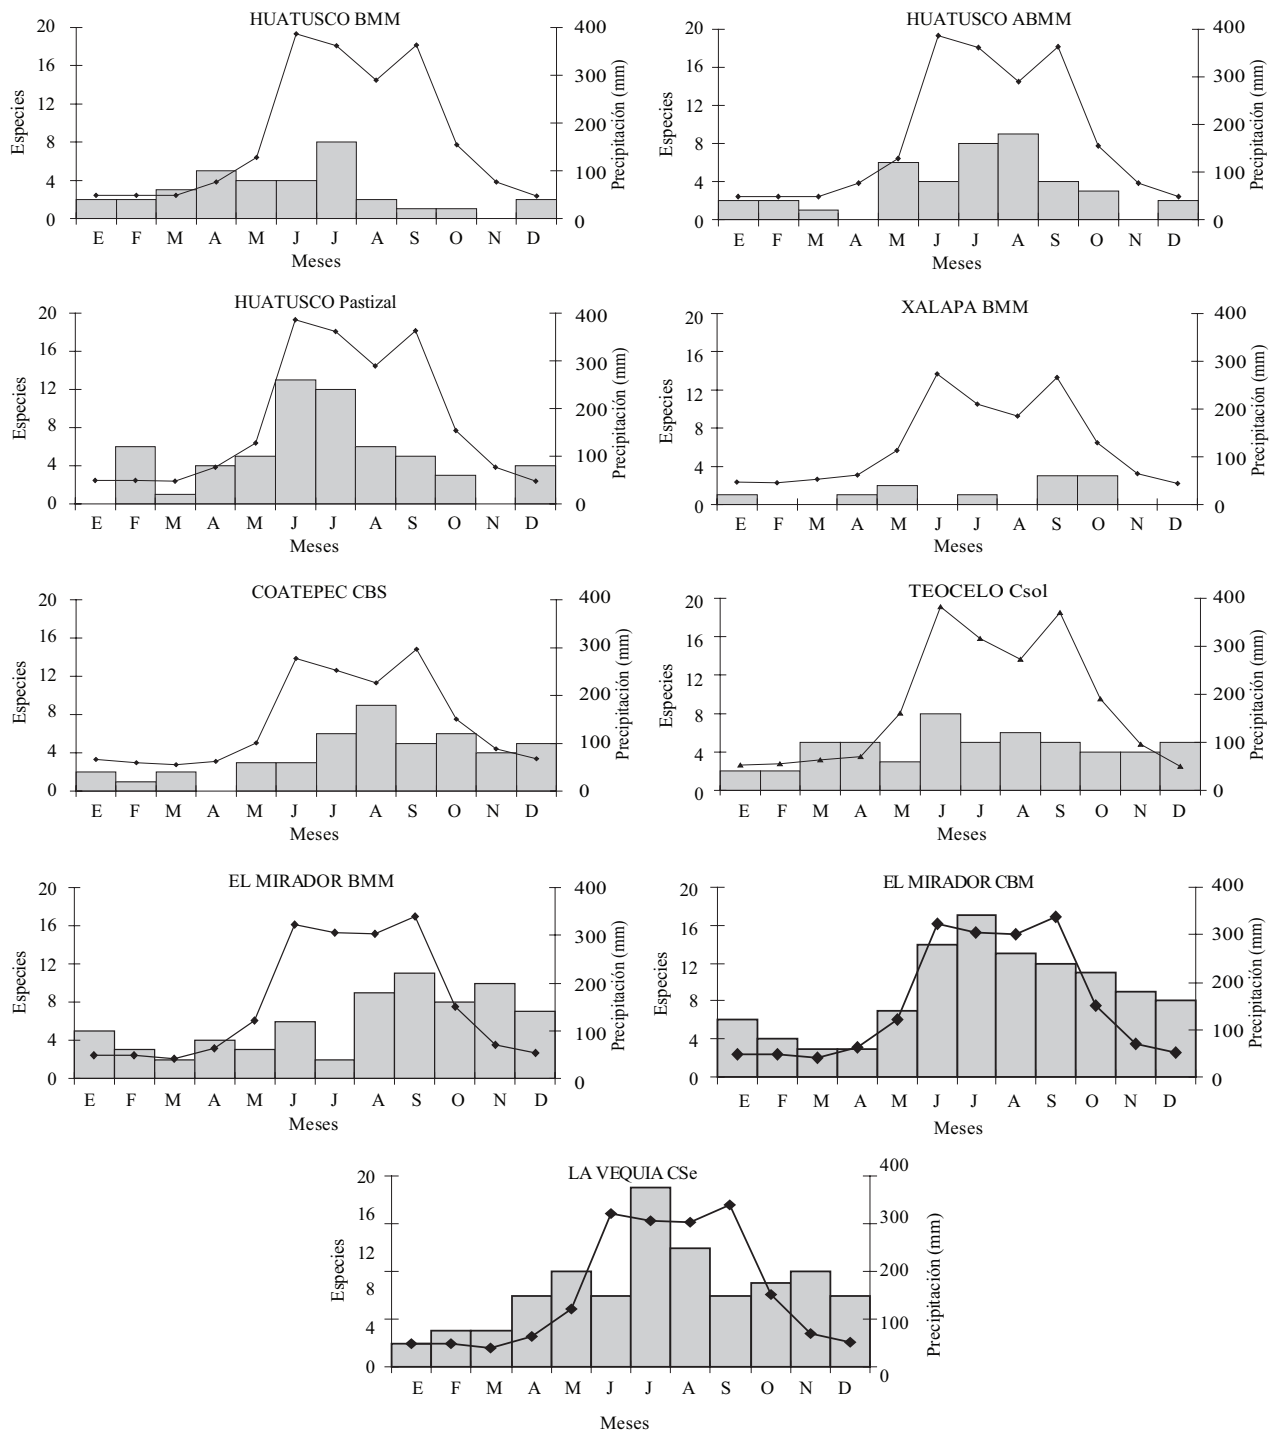 HUATUSCO BMM
20
16
12
8
4
0
Especies
400
300
200
100
0
Precipitación (mm)
E F M A M J J A S O N D
Meses
HUATUSCO ABMM
20
16
12
8
4
0
Especies
400
300
200
100
0
Precipitación (mm)
E F M A M J J A S O N D
Meses
HUATUSCO Pastizal
20
16
12
8
4
0
Especies
400
300
200
100
0
Precipitación (mm)
E F M A M J J A S O N D
Meses
XALAPA BMM
20
16
12
8
4
0
Especies
400
300
200
100
0
Precipitación (mm)
E F M A M J J A S O N D
Meses
COATEPEC CBS
20
16
12
8
4
0
Especies
400
300
200
100
0
Precipitación (mm)
E F M A M J J A S O N D
Meses
TEOCELO Csol
20
16
12
8
4
0
Especies
400
300
200
100
0
Precipitación (mm)
E F M A M J J A S O N D
Meses
EL MIRADOR BMM
20
16
12
8
4
0
Especies
400
300
200
100
0
Precipitación (mm)
E F M A M J J A S O N D
Meses
EL MIRADOR CBM
20
16
12
8
4
0
Especies
400
300
200
100
0
Precipitación (mm)
E F M A M J J A S O N D
Meses
LA VEQUIA CSe
20
16
12
8
4
0
Especies
400
300
200
100
0
Precipitación (mm)
E F M A M J J A S O N D
Meses